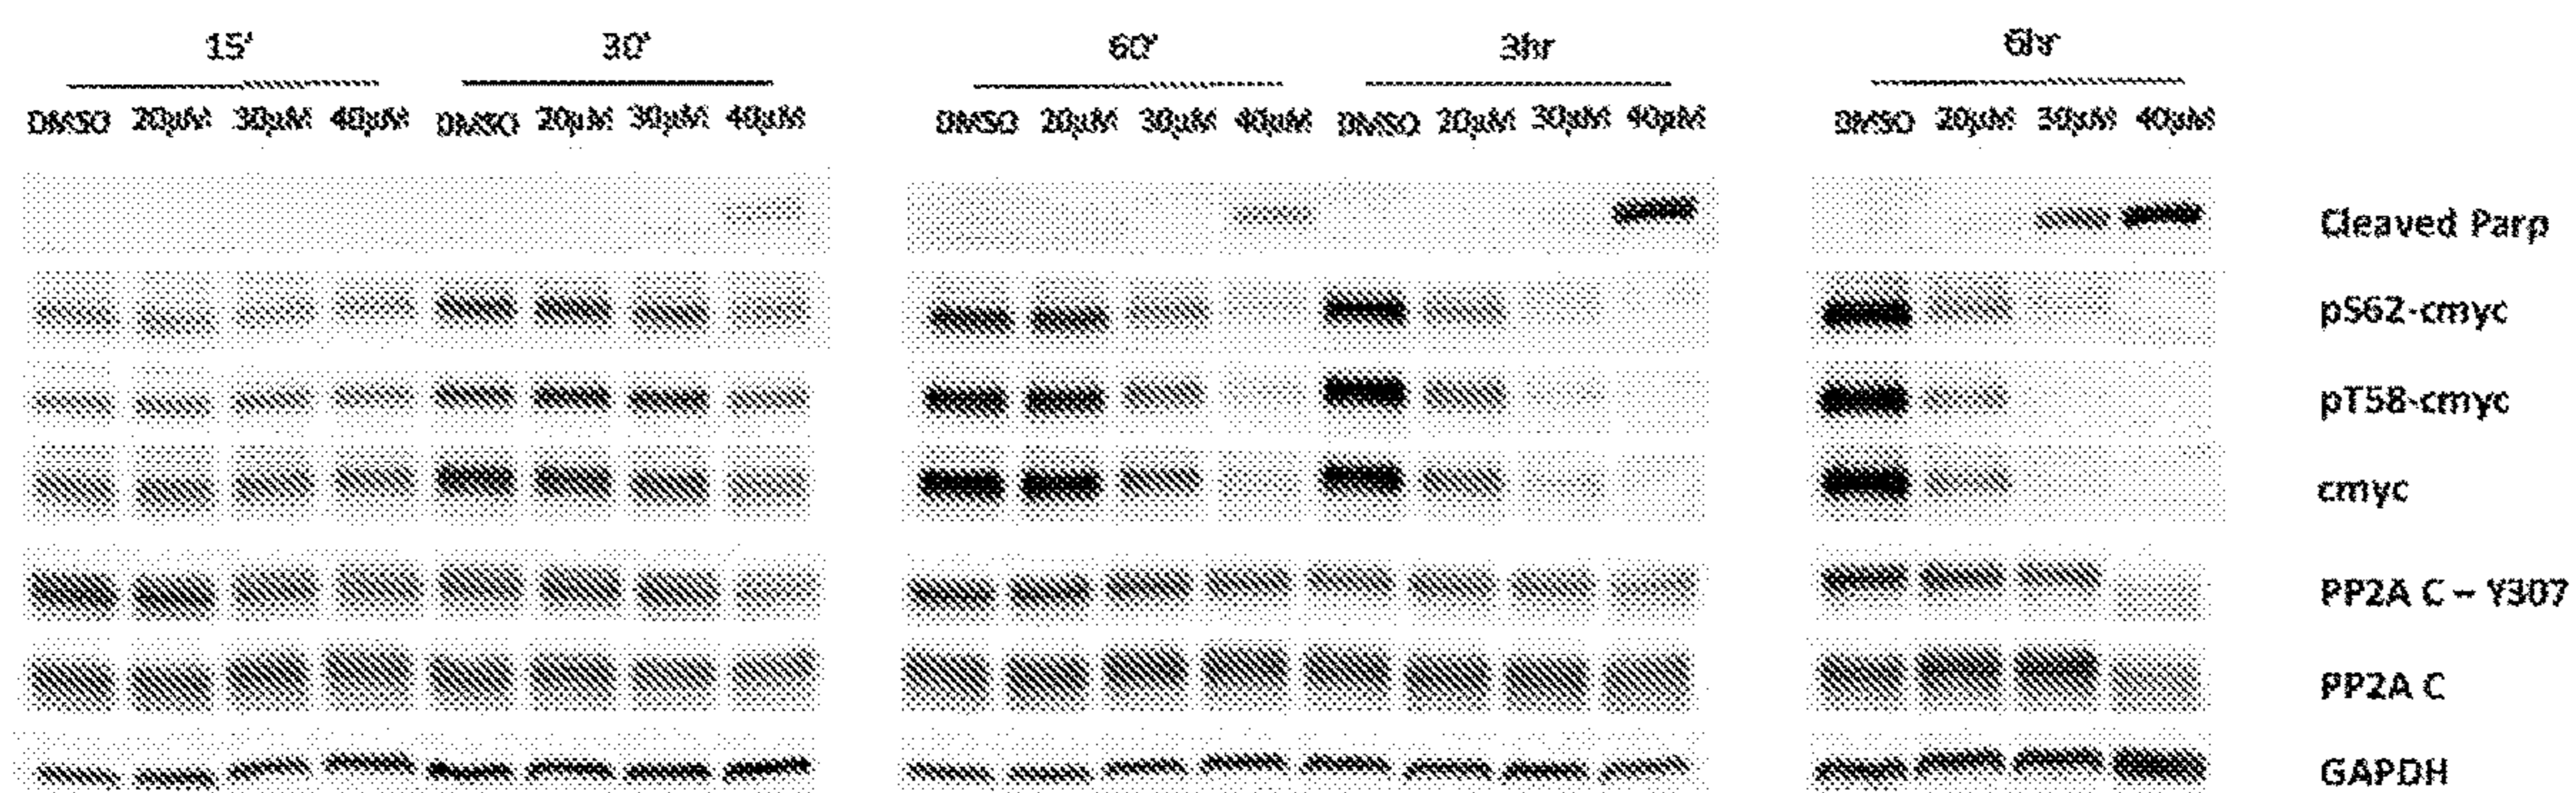 15' 30' 60' 3hr 6hr
DMSO 20µM 30µM 40µM DMSO 20µM 30µM 40µM DMSO 20µM 30µM 40µM DMSO 20µM 30µM 40µM DMSO 20µM 30µM 40µM
Cleaved Parp
pS62-cmyc
pT58-cmyc
cmyc
PP2A C – Y307
PP2A C
GAPDH